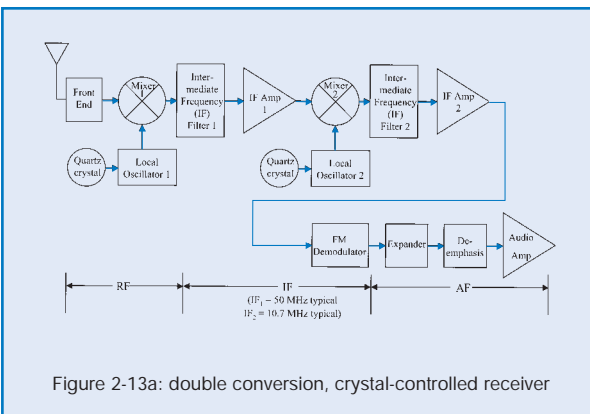 Front
End
Mixer
1
Inter-
mediate
Frequency
(IF)
Filter 1
IF Amp
1
Mixer
2
Inter-
mediate
Frequency
(IF)
Filter 2
IF Amp
2
Quartz
crystal
Local
Oscillator 1
Quartz
crystal
Local
Oscillator 2
FM
Demodulator
Expander
De-
emphasis
Audio
Amp
RF
IF
AF
(IF1 = 50 MHz typical
IF2 = 10.7 MHz typical)
Figure 2-13a: double conversion, crystal-controlled receiver